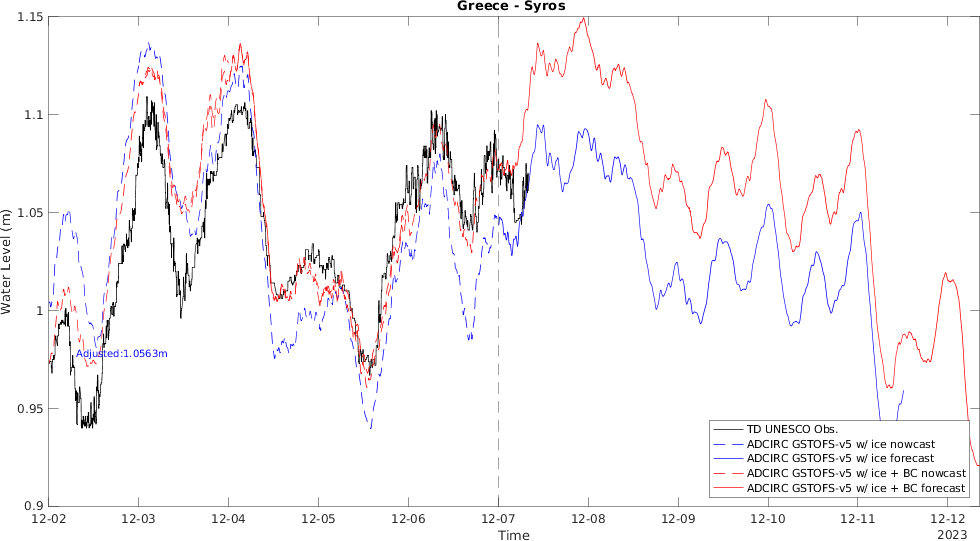 Greece - Syros
1.15
1.1
1.05
1
0.95
0.9
Water Level (m)
Adjusted:1.0563m
TD UNESCO Obs.
ADCIRC GSTOFS-v5 w/ ice nowcast
ADCIRC GSTOFS-v5 w/ ice forecast
ADCIRC GSTOFS-v5 w/ ice + BC nowcast
ADCIRC GSTOFS-v5 w/ ice + BC forecast
12-02 12-03 12-04 12-05 12-06 12-07 12-08 12-09 12-10 12-11 12-12
Time
2023